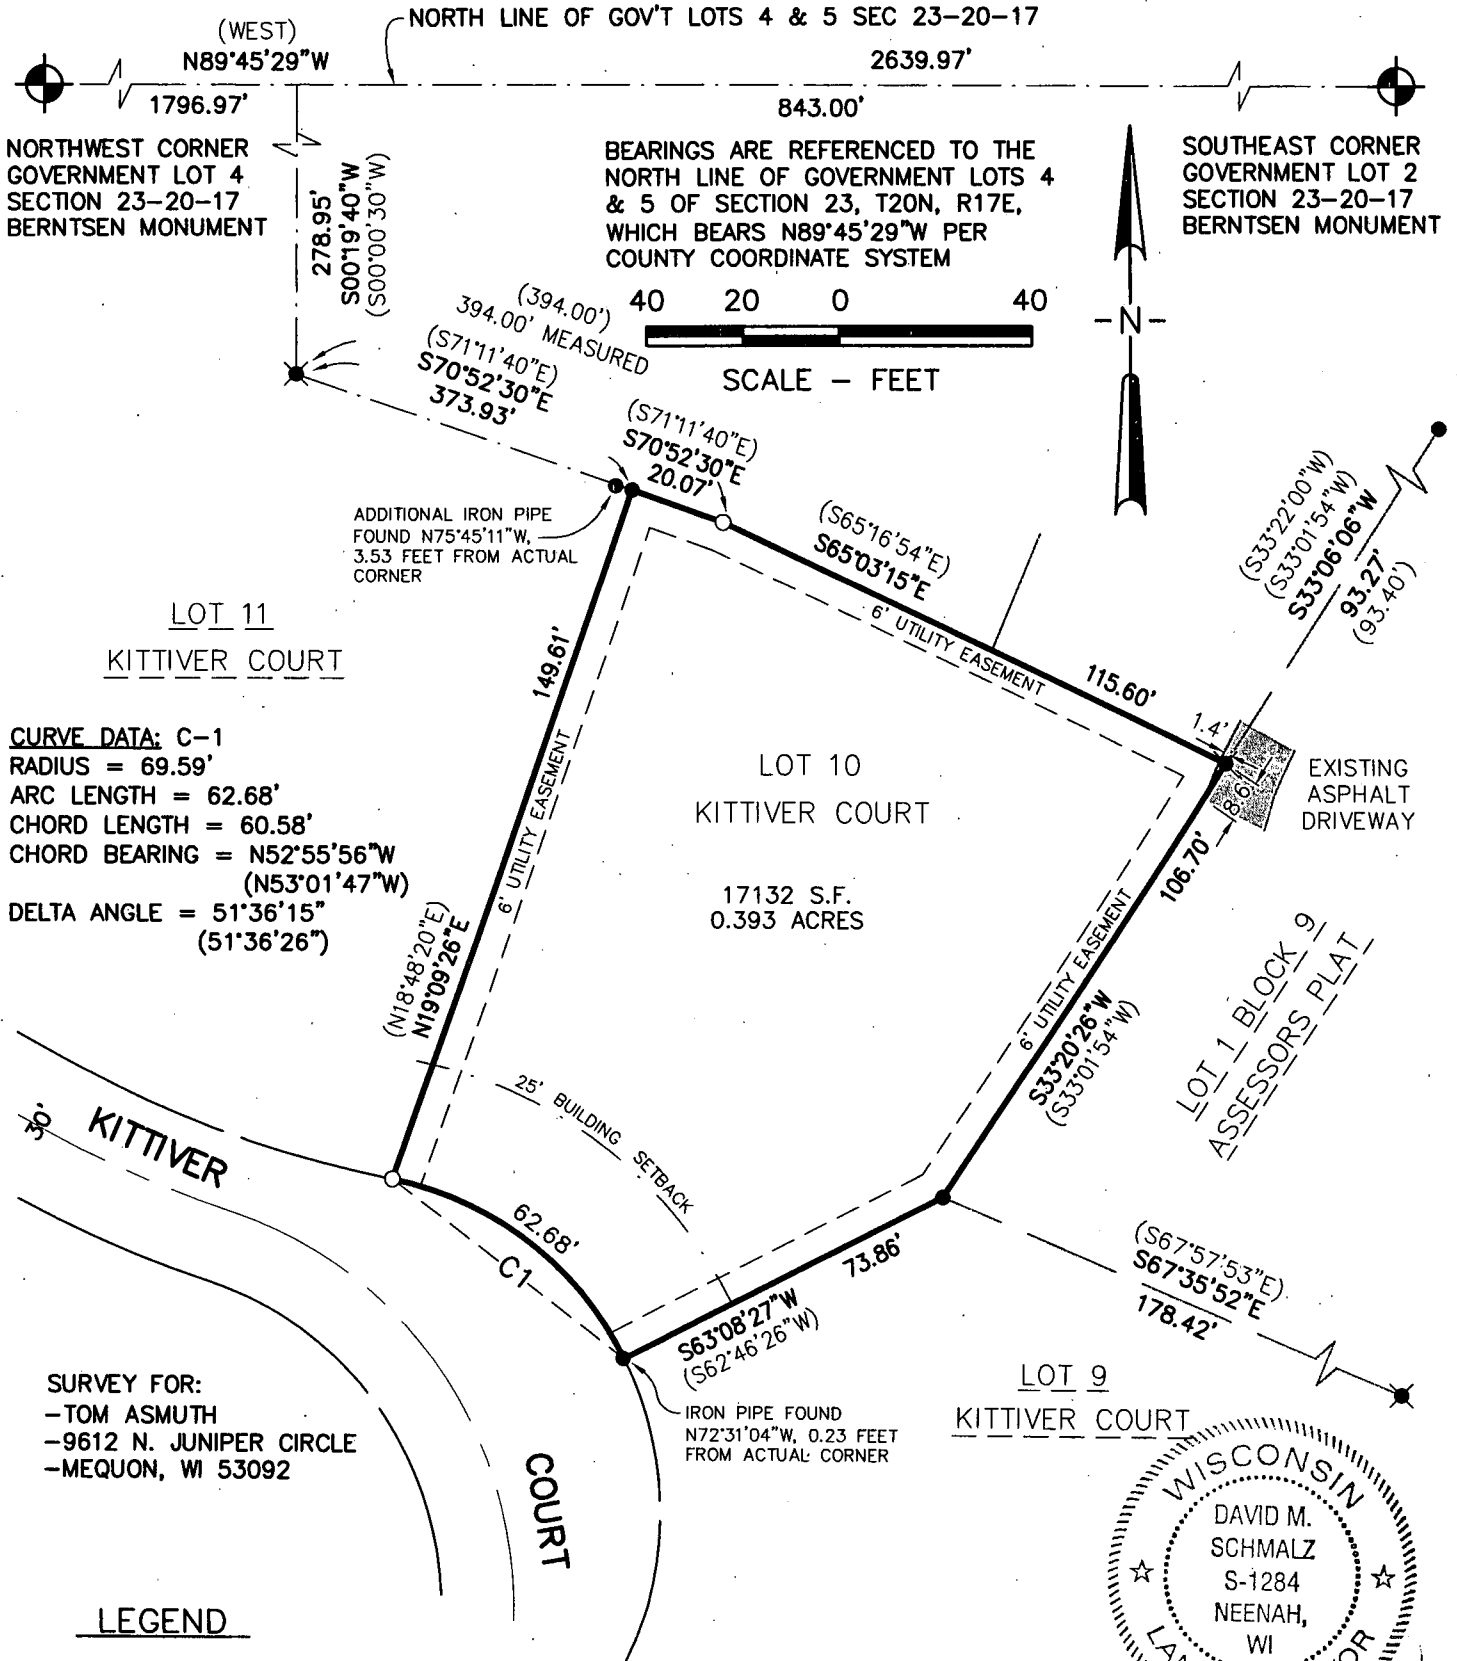 NORTH LINE OF GOV'T LOTS 4 & 5 SEC 23-20-17
(WEST)
N89°45'29"W
2639.97'
1796.97'
843.00'
NORTHWEST CORNER
GOVERNMENT LOT 4
SECTION 23-20-17
BERNTSEN MONUMENT
278.95'
S00°19'40"W
(S00°00'30"W)
BEARINGS ARE REFERENCED TO THE
NORTH LINE OF GOVERNMENT LOTS 4
& 5 OF SECTION 23, T20N, R17E,
WHICH BEARS N89°45'29"W PER
COUNTY COORDINATE SYSTEM
SOUTHEAST CORNER
GOVERNMENT LOT 2
SECTION 23-20-17
BERNTSEN MONUMENT
40 20 0 40
SCALE - FEET
-N-
(394.00')
394.00' MEASURED
(S71°11'40"E)
S70°52'30"E
373.93'
(S71°11'40"E)
S70°52'30"E
20.07'
ADDITIONAL IRON PIPE
FOUND N75°45'11"W,
3.53 FEET FROM ACTUAL
CORNER
(S65°16'54"E)
S65°03'15"E
6' UTILITY EASEMENT
115.60'
(S33°22'00"W)
(S33°01'54"W)
S33°06'06"W
93.27'
(93.40')
1.4'
8.6'
EXISTING
ASPHALT
DRIVEWAY
LOT 11
KITTIVER COURT
149.61'
6' UTILITY EASEMENT
(N18°48'20"E)
N19°09'26"E
CURVE DATA: C-1
RADIUS = 69.59'
ARC LENGTH = 62.68'
CHORD LENGTH = 60.58'
CHORD BEARING = N52°55'56"W
(N53°01'47"W)
DELTA ANGLE = 51°36'15"
(51°36'26")
LOT 10
KITTIVER COURT
17132 S.F.
0.393 ACRES
106.70'
6' UTILITY EASEMENT
S33°20'26"W
(S33°01'54"W)
LOT 1 BLOCK 9
ASSESSORS PLAT
25' BUILDING SETBACK
30'
KITTIVER
COURT
62.68'
C1
73.86'
S63°08'27"W
(S62°46'26"W)
(S67°57'53"E)
S67°35'52"E
178.42'
IRON PIPE FOUND
N72°31'04"W, 0.23 FEET
FROM ACTUAL CORNER
LOT 9
KITTIVER COURT
SURVEY FOR:
-TOM ASMUTH
-9612 N. JUNIPER CIRCLE
-MEQUON, WI 53092
LEGEND
WISCONSIN
DAVID M.
SCHMALZ
S-1284
NEENAH,
WI